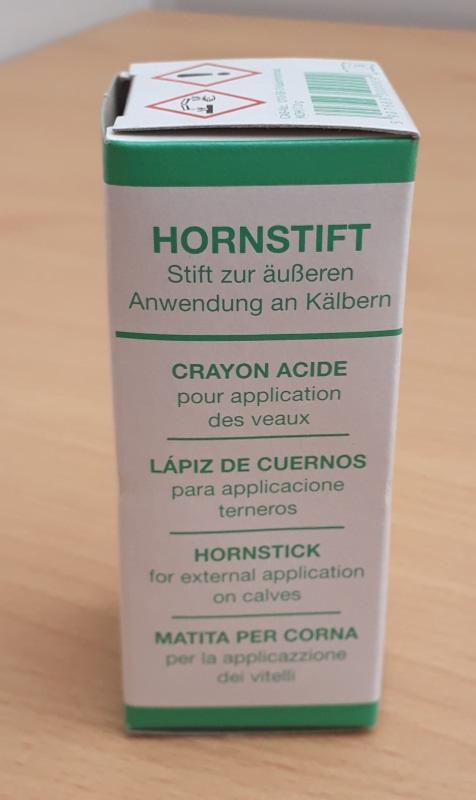 HORNSTIFT
Stift zur äußeren
Anwendung an Kälbern
CRAYON ACIDE
pour application
des veaux
LÁPIZ DE CUERNOS
para applicacione
terneros
HORNSTICK
for external application
on calves
MATITA PER CORNA
per la applicazzione
dei vitelli